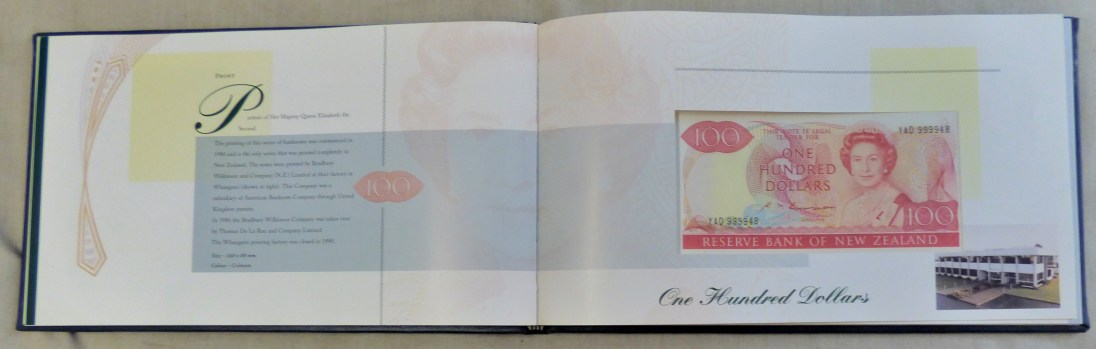 FRONT
Portrait of Her Majesty Queen Elizabeth the
Second.
The printing of this series of banknotes was commenced in
1980 and is the only series that was printed completely in
New Zealand. The notes were printed by Bradbury
Wilkinson and Company (N.Z.) Limited at their factory in
Whangarei (shown at right). This Company was a
subsidiary of American Banknote Company through United
Kingdom interests.
In 1986 the Bradbury Wilkinson Company was taken over
by Thomas De La Rue and Company Limited.
The Whangarei printing factory was closed in
Size - 160 x
Colour - Crimson.
100
100
THIS NOTE IS LEGAL
TENDER FOR
YAD 999948
ONE
HUNDRED
DOLLARS
YAD 999948
100
RESERVE BANK OF NEW ZEALAND
One Hundred Dollars